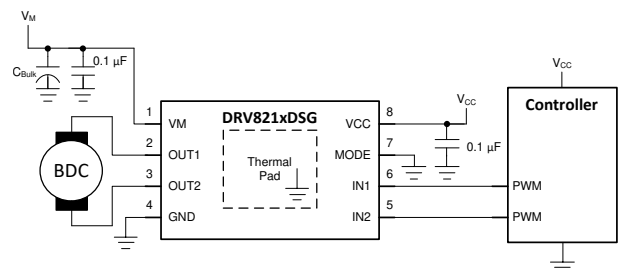 VM
CBulk
0.1 µF
BDC
DRV821xDSG
1
VM
2
OUT1
3
OUT2
4
GND
Thermal
Pad
8
VCC
7
MODE
6
IN1
5
IN2
VCC
0.1 µF
VCC
Controller
PWM
PWM